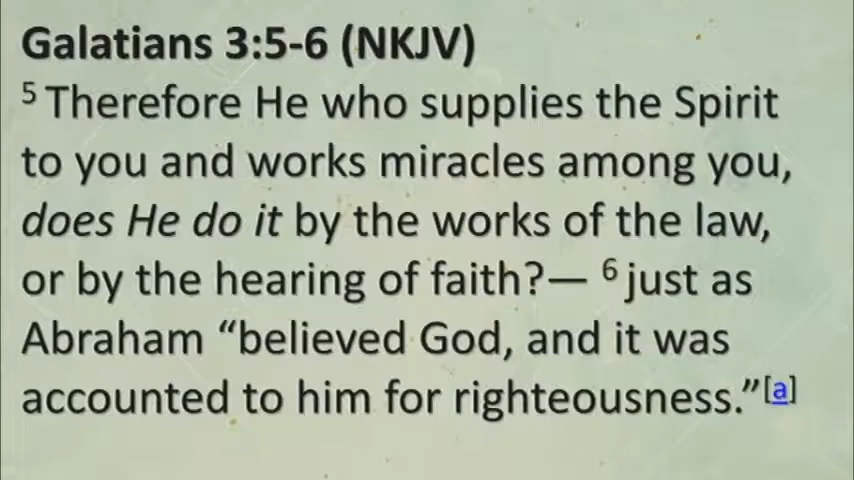 Galatians 3:5-6 (NKJV)
5 Therefore He who supplies the Spirit
to you and works miracles among you,
does He do it by the works of the law,
or by the hearing of faith?— 6 just as
Abraham “believed God, and it was
accounted to him for righteousness.”[a]